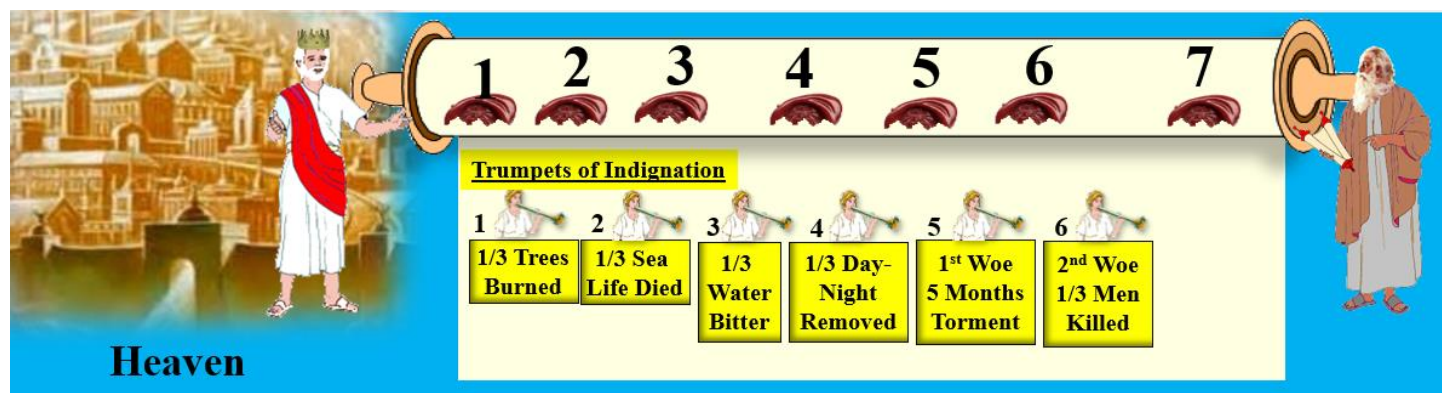 1 2 3 4 5 6 7
Trumpets of Indignation
1
1/3 Trees
Burned
2
1/3 Sea
Life Died
3
1/3
Water
Bitter
4
1/3 Day-
Night
Removed
5
1st Woe
5 Months
Torment
6
2nd Woe
1/3 Men
Killed
Heaven